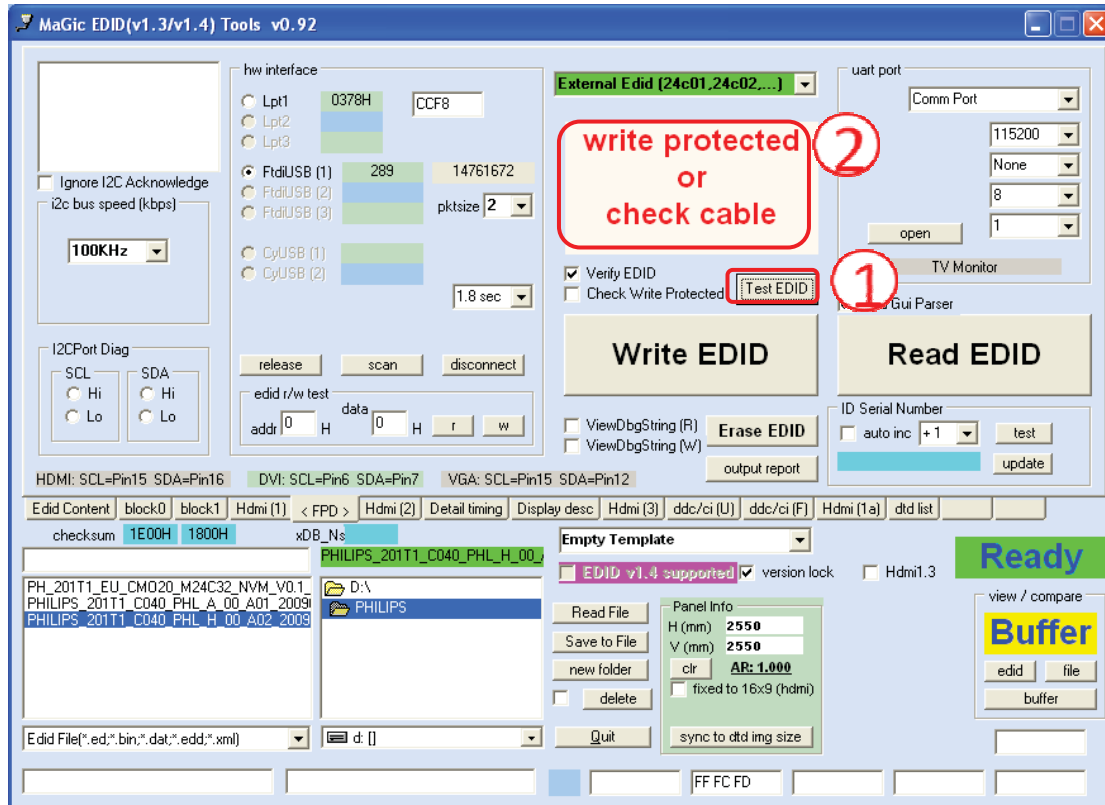 MaGic EDID(v1.3/v1.4) Tools v0.92
Ignore I2C Acknowledge
i2c bus speed (kbps)
100KHz
I2CPort Diag
SCL
SDA
Hi
Hi
Lo
Lo
hw interface
Lpt1
0378H
CCF8
Lpt2
Lpt3
FtdiUSB (1)
289
14761672
FtdiUSB (2)
FtdiUSB (3)
pktsize
2
CyUSB (1)
CyUSB (2)
1.8 sec
release
scan
disconnect
edid r/w test
addr
0
H
data
0
H
r
w
External Edid (24c01,24c02,...)
write protected
or
check cable
2
Verify EDID
Check Write Protected
Test EDID
1
Write EDID
ViewDbgString (R)
ViewDbgString (W)
Erase EDID
output report
uart port
Comm Port
115200
None
8
1
open
TV Monitor
Gui Parser
Read EDID
ID Serial Number
auto inc
+ 1
test
update
HDMI: SCL=Pin15 SDA=Pin16
DVI: SCL=Pin6 SDA=Pin7
VGA: SCL=Pin15 SDA=Pin12
Edid Content
block0
block1
Hdmi (1)
< FPD >
Hdmi (2)
Detail timing
Display desc
Hdmi (3)
ddc/ci (U)
ddc/ci (F)
Hdmi (1a)
dtd list
checksum
1E00H
1800H
xDB_Ns
PH_201T1_EU_CMO20_M24C32_NVM_V0.1_
PHILIPS_201T1_C040_PHL_A_00_A01_2009
PHILIPS_201T1_C040_PHL_H_00_A02_2009
Edid File(*.ed;*.bin;*.dat;*.edd;*.xml)
PHILIPS_201T1_C040_PHL_H_00_
D:\
PHILIPS
d: []
Empty Template
EDID v1.4 supported
version lock
Hdmi1.3
Read File
Save to File
new folder
delete
Quit
Panel Info
H (mm)
2550
V (mm)
2550
clr
AR: 1.000
fixed to 16x9 (hdmi)
sync to dtd img size
Ready
view / compare
Buffer
edid
file
buffer
FF FC FD